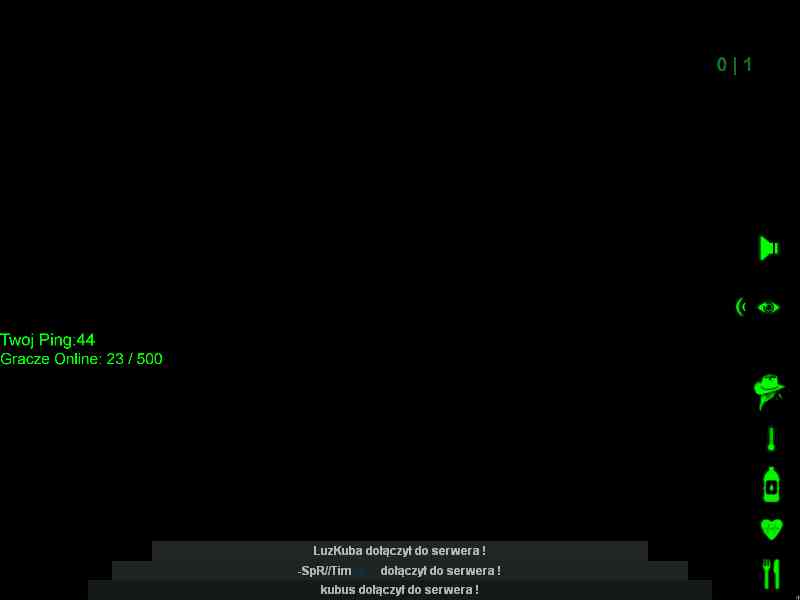 0 | 1
Twoj Ping:44
Gracze Online: 23 / 500
LuzKuba dołączył do serwera !
-SpR//Tim dołączył do serwera !
kubus dołączył do serwera !